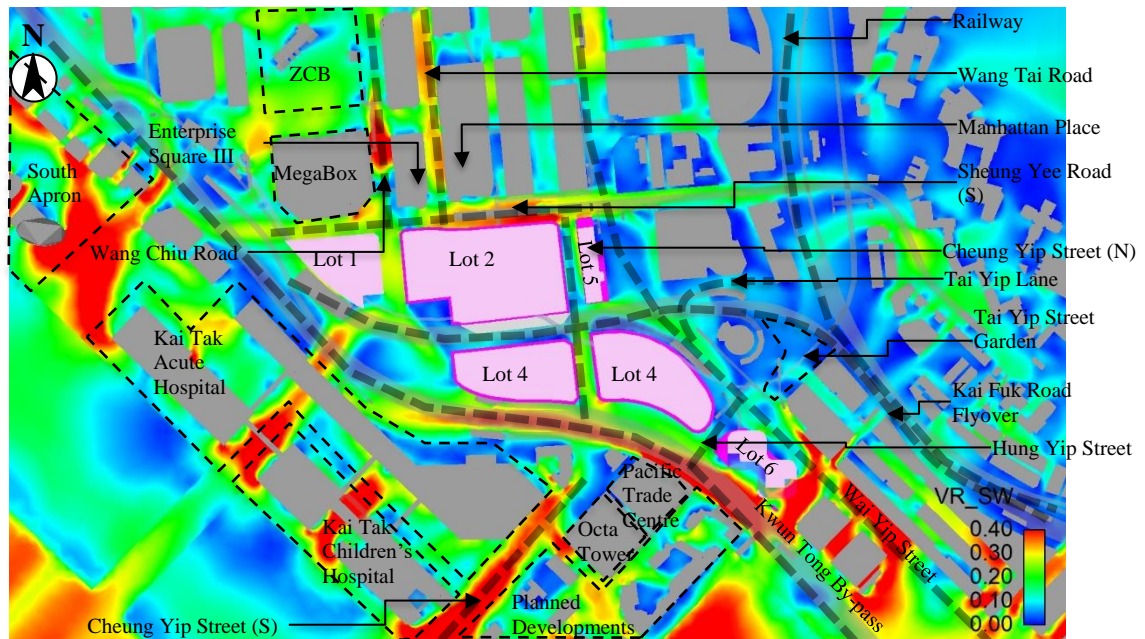 N
ZCB
Railway
Wang Tai Road
Enterprise
Square III
Manhattan Place
MegaBox
South
Apron
Sheung Yee Road
(S)
Wang Chiu Road
Lot 1
Lot 2
Lot 5
Cheung Yip Street (N)
Tai Yip Lane
Tai Yip Street
Garden
Kai Tak
Acute
Hospital
Lot 4
Lot 4
Kai Fuk Road
Flyover
Hung Yip Street
Lot 6
Pacific
Trade
Centre
Octa
Tower
Kwun Tong By-pass
Wai Yip Street
VR_SW
0.40
0.30
0.20
0.10
0.00
Kai Tak
Children's
Hospital
Planned
Developments
Cheung Yip Street (S)